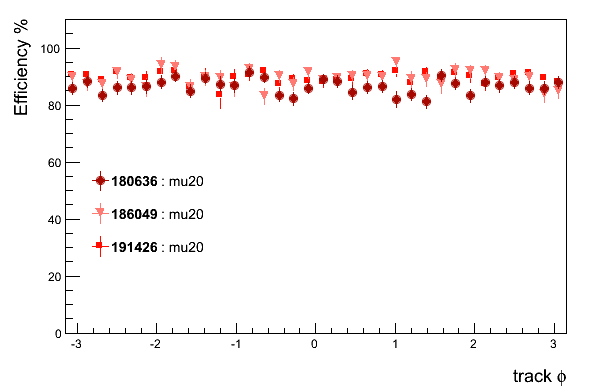 Efficiency %
100
80
60
40
20
0
180636 : mu20
186049 : mu20
191426 : mu20
-3 -2 -1 0 1 2 3
track ϕ